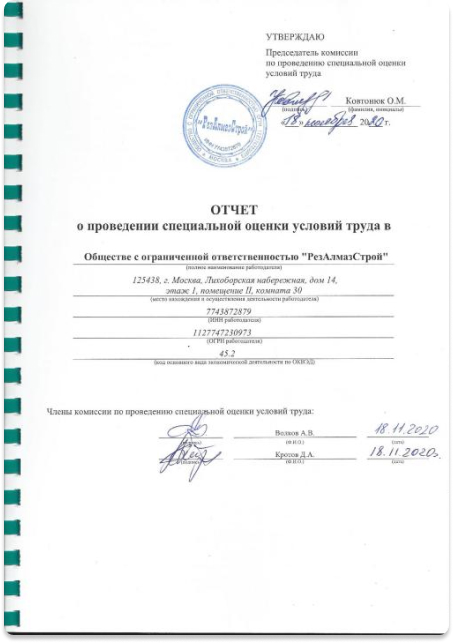 УТВЕРЖДАЮ
Председатель комиссии
по проведению специальной оценки
условий труда
Ковтонюк О.М.
(подпись) (фамилия, инициалы)
«18» ноября 2020 г.
"РезАлмазСтрой"
МОСКВА
ОТЧЕТ
о проведении специальной оценки условий труда в
Обществе с ограниченной ответственностью "РезАлмазСтрой"
(полное наименование работодателя)
125438, г. Москва, Лихоборская набережная, дом 14,
этаж 1, помещение II, комната 30
(место нахождения и осуществления деятельности работодателя)
7743872879
(ИНН работодателя)
1127747230973
(ОГРН работодателя)
45.2
(код основного вида экономической деятельности по ОКВЭД)
Члены комиссии по проведению специальной оценки условий труда:
Волков А.В. 18.11.2020
(Ф.И.О.) (дата)
Кротов Д.А. 18.11.2020г.
(подпись) (Ф.И.О.) (дата)